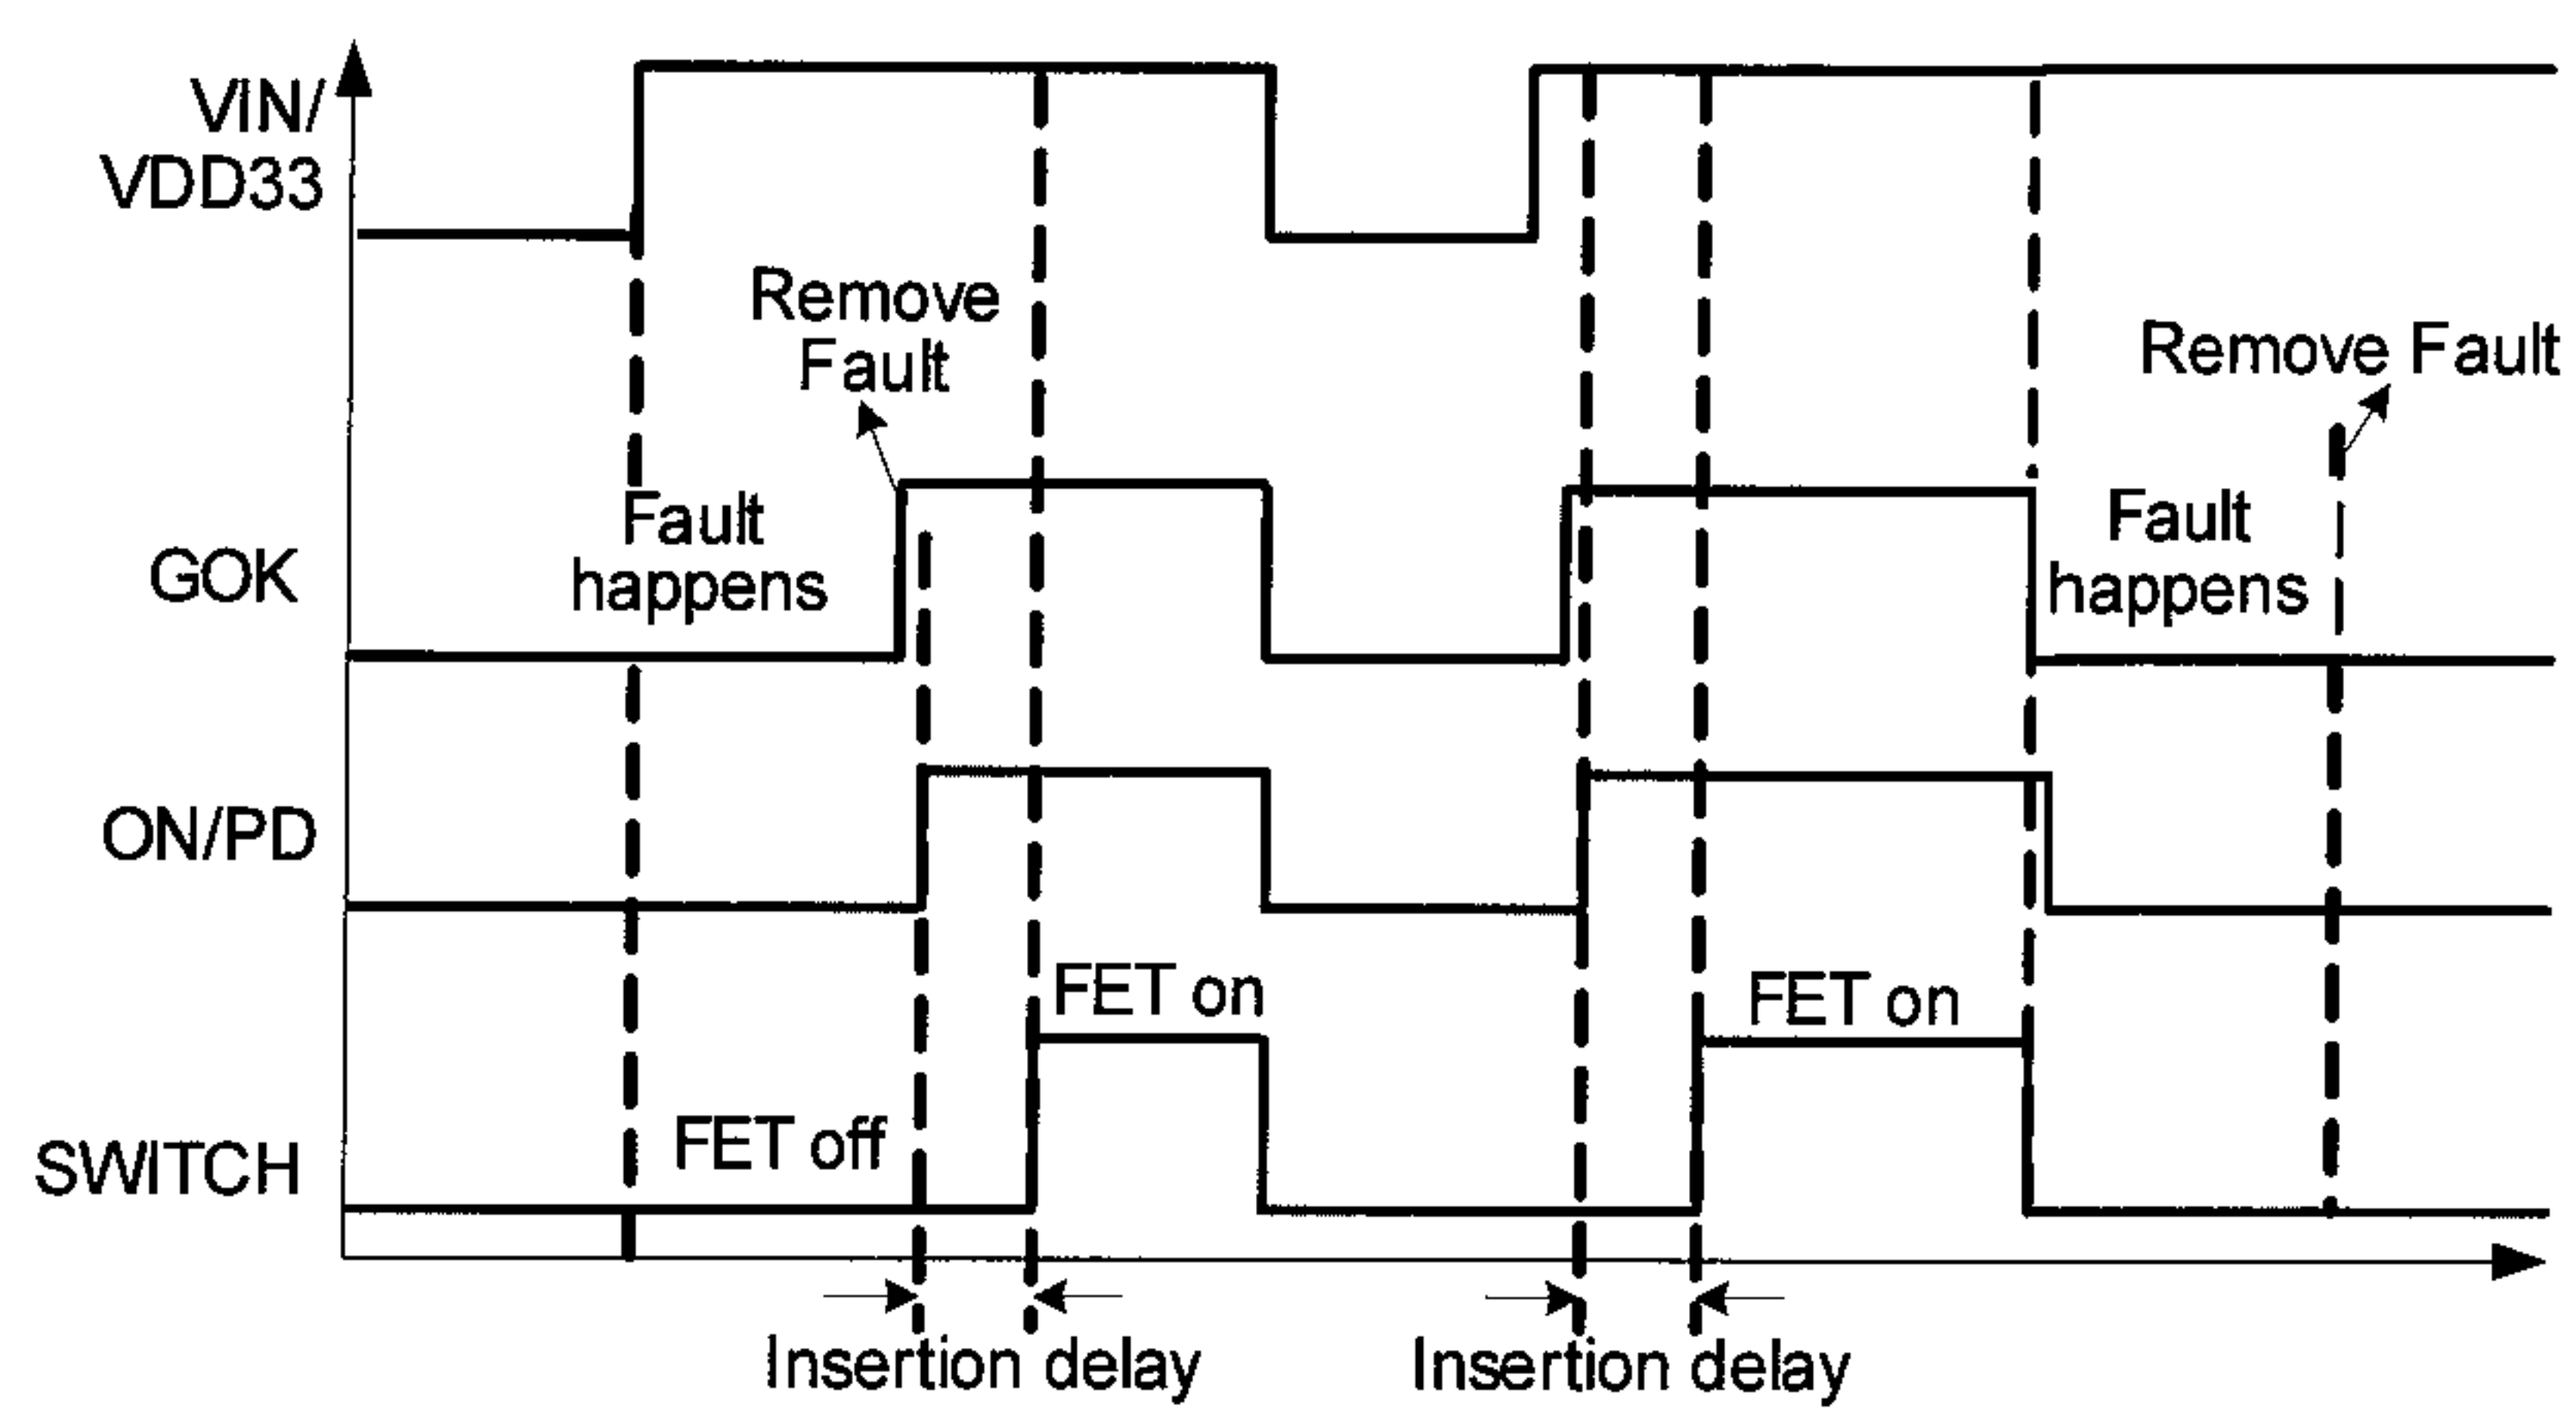 VIN/
VDD33
Remove
Fault
Remove Fault
Fault
happens
GOK
Fault
happens
ON/PD
FET on
FET on
FET off
SWITCH
Insertion delay
Insertion delay